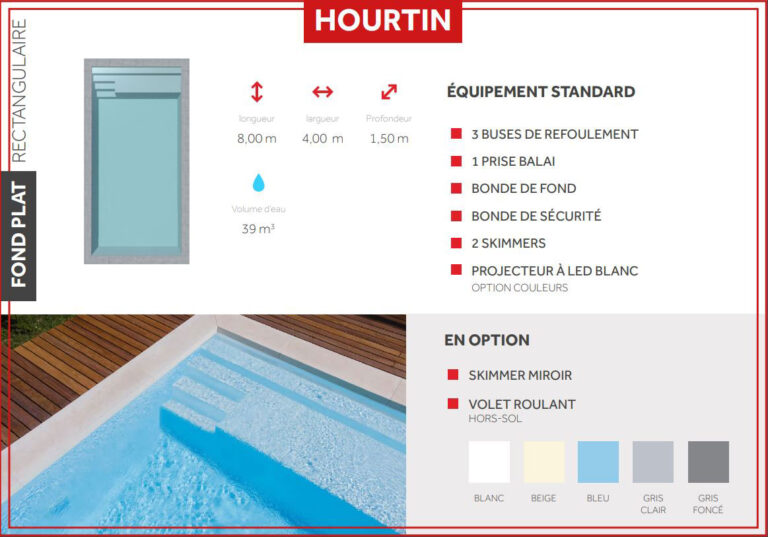 HOURTIN
RECTANGULAIRE
FOND PLAT
longueur
8,00 m
largueur
4,00 m
Profondeur
1,50 m
Volume d'eau
39 m³
ÉQUIPEMENT STANDARD
3 BUSES DE REFOULEMENT
1 PRISE BALAI
BONDE DE FOND
BONDE DE SÉCURITÉ
2 SKIMMERS
PROJECTEUR À LED BLANC
OPTION COULEURS
EN OPTION
SKIMMER MIROIR
VOLET ROULANT
HORS-SOL
BLANC
BEIGE
BLEU
GRIS
CLAIR
GRIS
FONCÉ